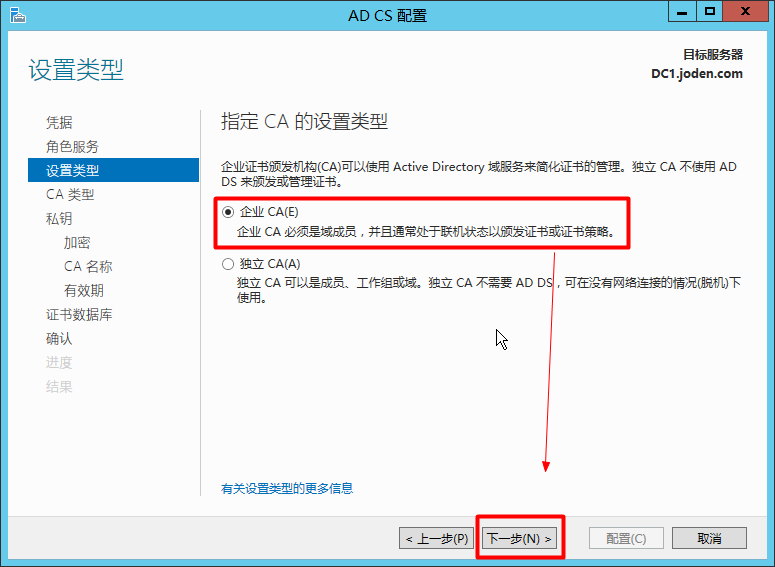 AD CS 配置
目标服务器
DC1.joden.com
设置类型
凭据
角色服务
设置类型
CA 类型
私钥
加密
CA 名称
有效期
证书数据库
确认
进度
结果
指定 CA 的设置类型
企业证书颁发机构(CA)可以使用 Active Directory 域服务来简化证书的管理。独立 CA 不使用 AD
DS 来颁发或管理证书。
企业 CA(E)
企业 CA 必须是域成员，并且通常处于联机状态以颁发证书或证书策略。
独立 CA(A)
独立 CA 可以是成员、工作组或域。独立 CA 不需要 AD DS，可在没有网络连接的情况(脱机)下
使用。
有关设置类型的更多信息
< 上一步(P)
下一步(N) >
配置(C)
取消